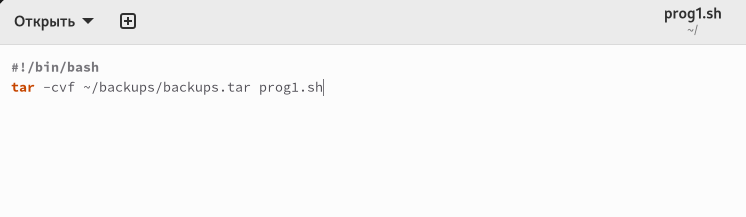 Открыть
prog1.sh
~/
#!/bin/bash
tar -cvf ~/backups/backups.tar prog1.sh